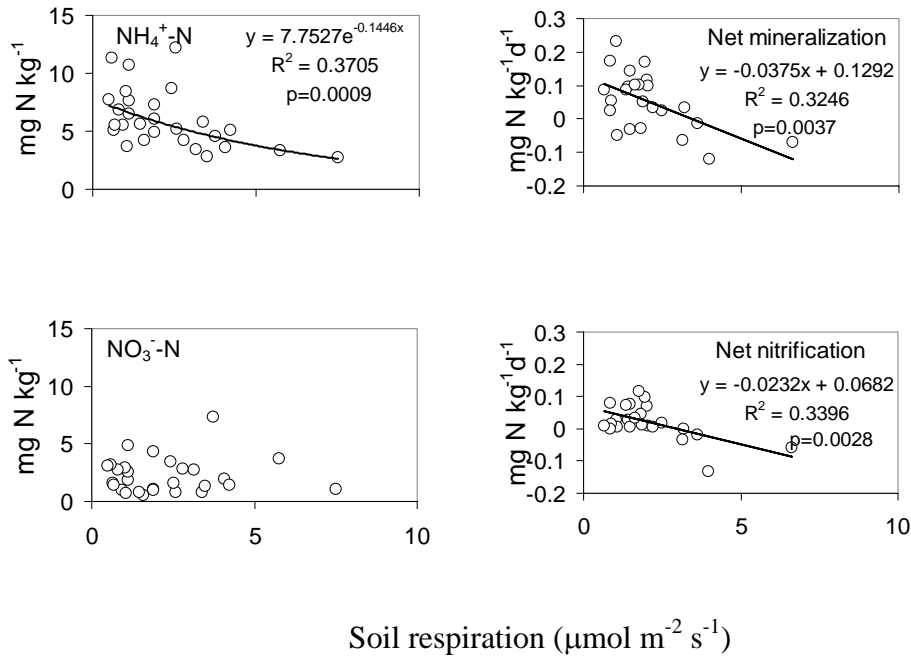 15
10
5
0
mg N kg⁻¹
NH₄⁺-N
y = 7.7527e⁻⁰·¹⁴⁴⁶ˣ
R² = 0.3705
p=0.0009
0.3
0.2
0.1
0
-0.1
-0.2
mg N kg⁻¹d⁻¹
Net mineralization
y = -0.0375x + 0.1292
R² = 0.3246
p=0.0037
0 5 10
15
10
5
0
mg N kg⁻¹
NO₃⁻-N
0 5 10
0.3
0.2
0.1
0
-0.1
-0.2
mg N kg⁻¹d⁻¹
Net nitrification
y = -0.0232x + 0.0682
R² = 0.3396
p=0.0028
0 5 10
Soil respiration (μmol m⁻² s⁻¹)